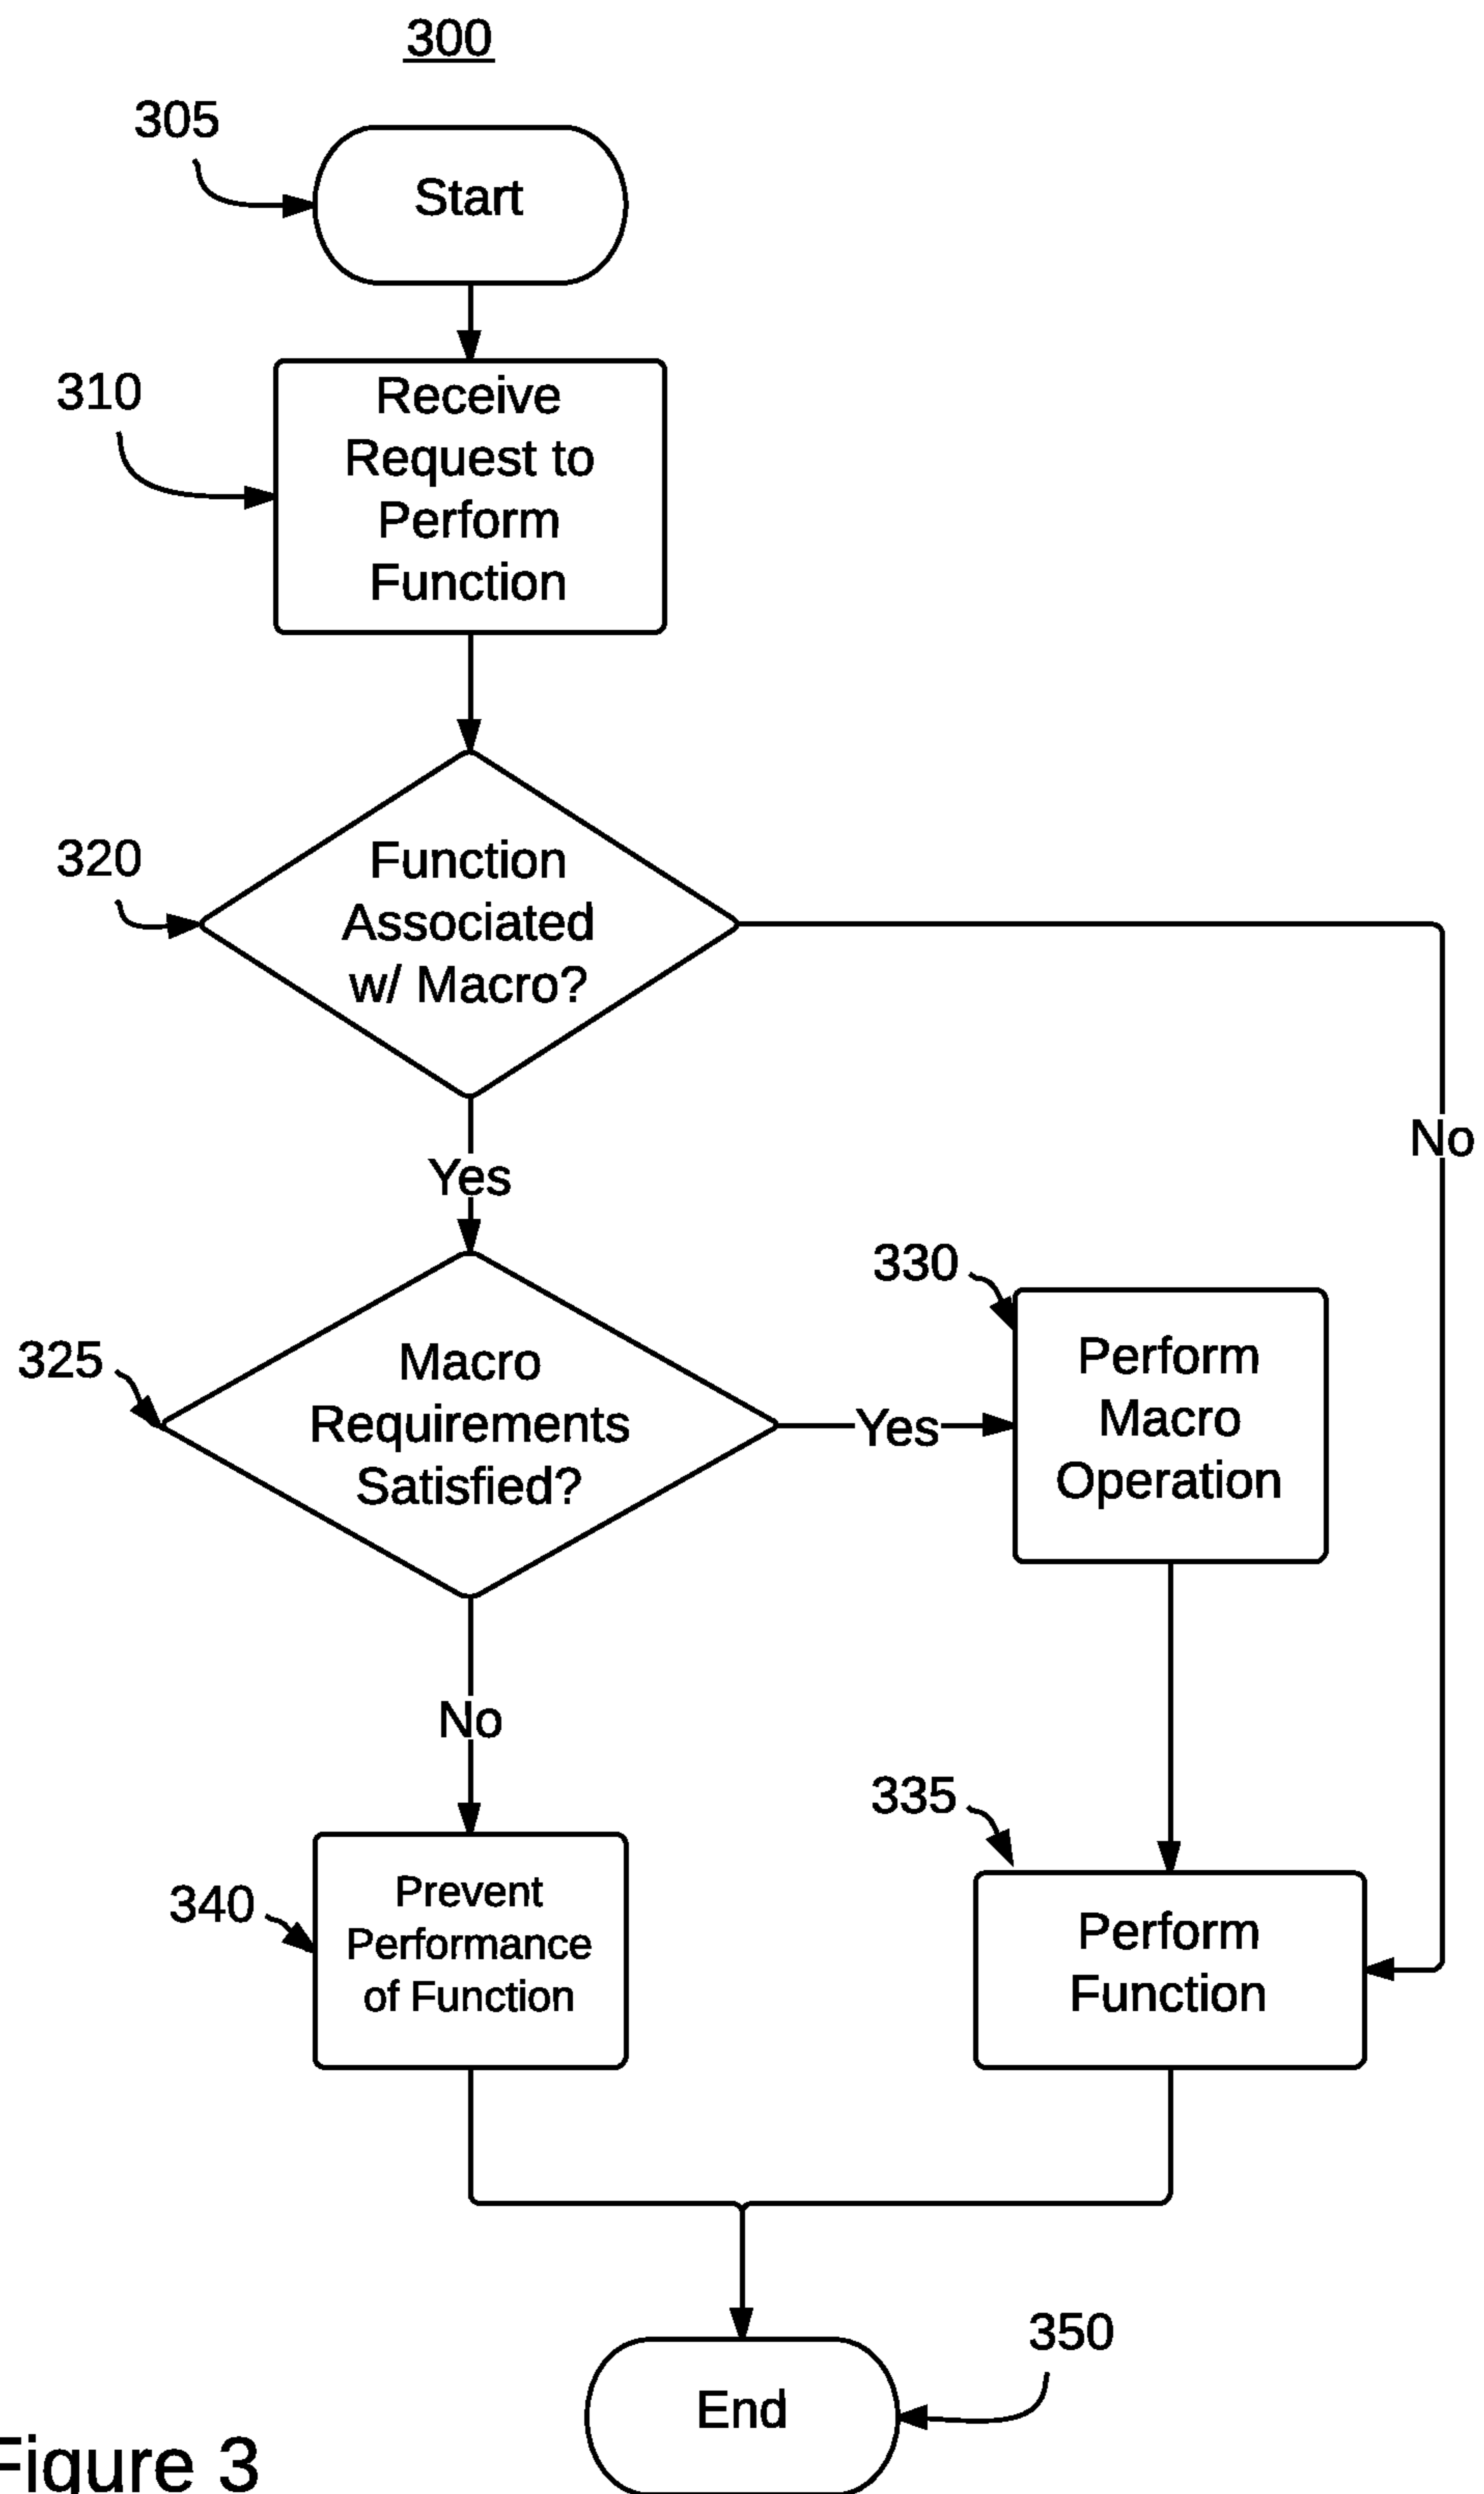 300
305
Start
310
Receive
Request to
Perform
Function
320
Function
Associated
w/ Macro?
No
Yes
330
325
Macro
Requirements
Satisfied?
Yes
Perform
Macro
Operation
No
335
340
Prevent
Performance
of Function
Perform
Function
350
End
Figure 3